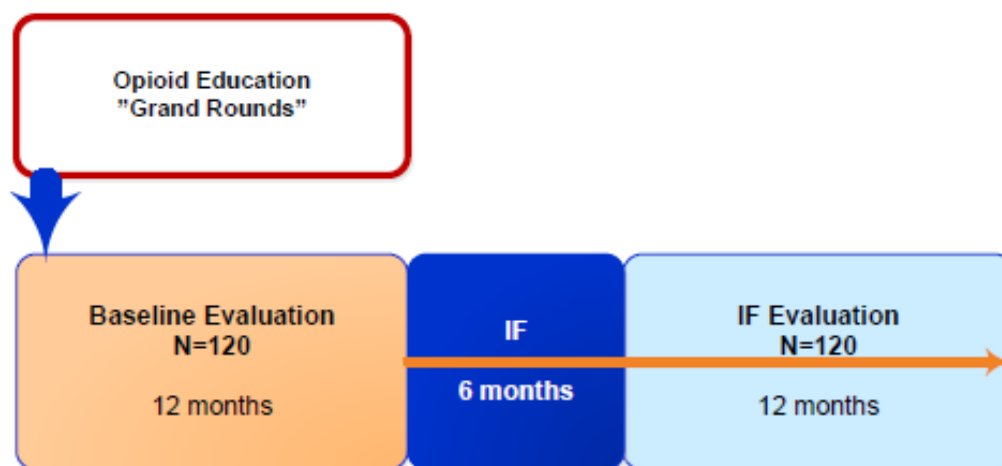 Opioid Education
”Grand Rounds”
Baseline Evaluation
N=120
12 months
IF
6 months
IF Evaluation
N=120
12 months